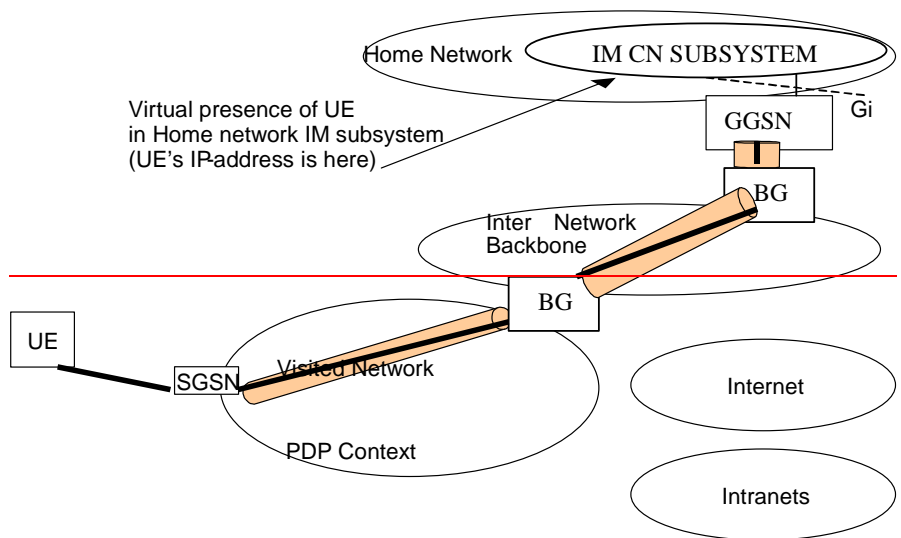 Home Network
IM CN SUBSYSTEM
Virtual presence of UE
in Home network IM subsystem
(UE's IP-address is here)
Gi
GGSN
BG
Inter Network
Backbone
BG
UE
SGSN
Visited Network
PDP Context
Internet
Intranets